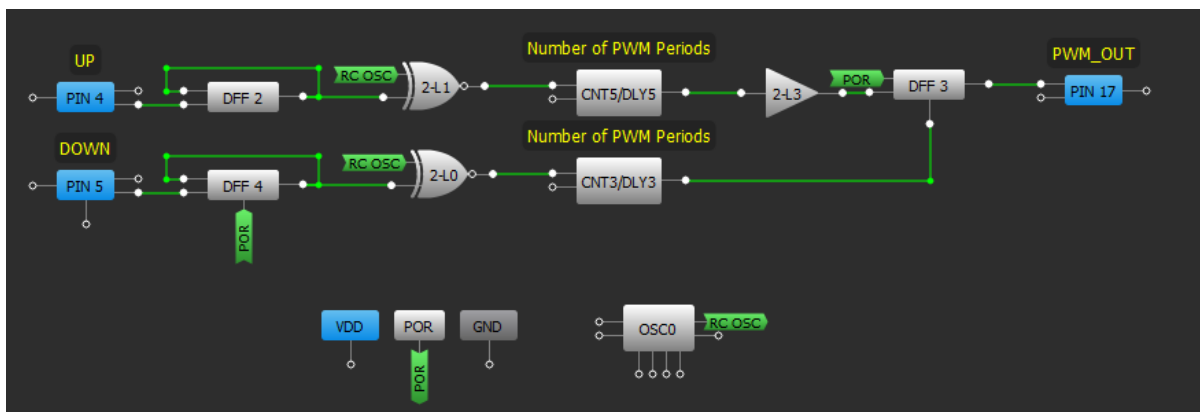 UP
PIN 4
DFF 2
RC OSC
2-L1
Number of PWM Periods
CNT5/DLY5
2-L3
POR
DFF 3
PWM_OUT
PIN 17
DOWN
PIN 5
DFF 4
POR
RC OSC
2-L0
Number of PWM Periods
CNT3/DLY3
VDD
POR
POR
GND
OSC0
RC OSC